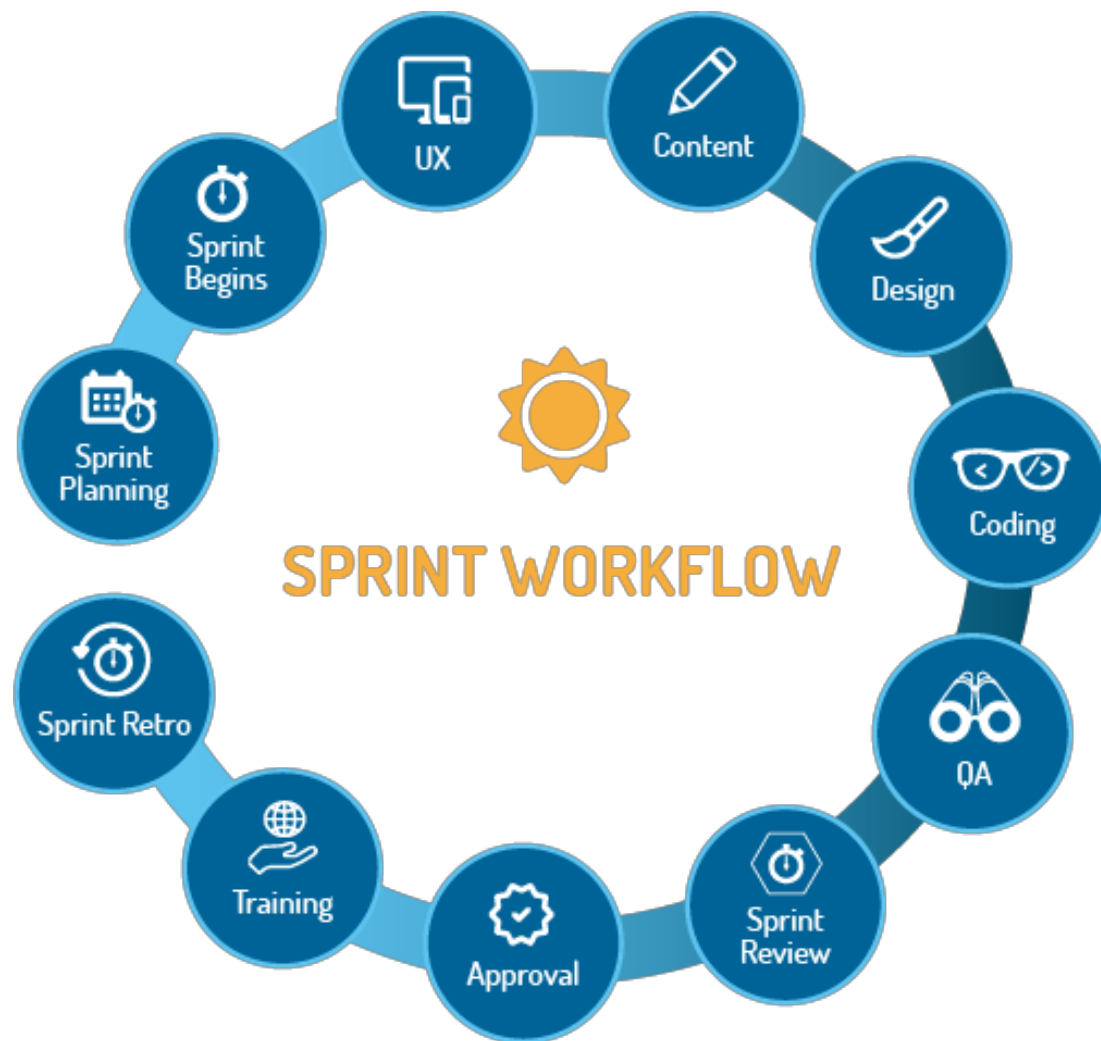 Sprint
Planning
Sprint
Begins
UX
Content
Design
< />
Coding
QA
Sprint
Review
Approval
Training
Sprint Retro
SPRINT WORKFLOW